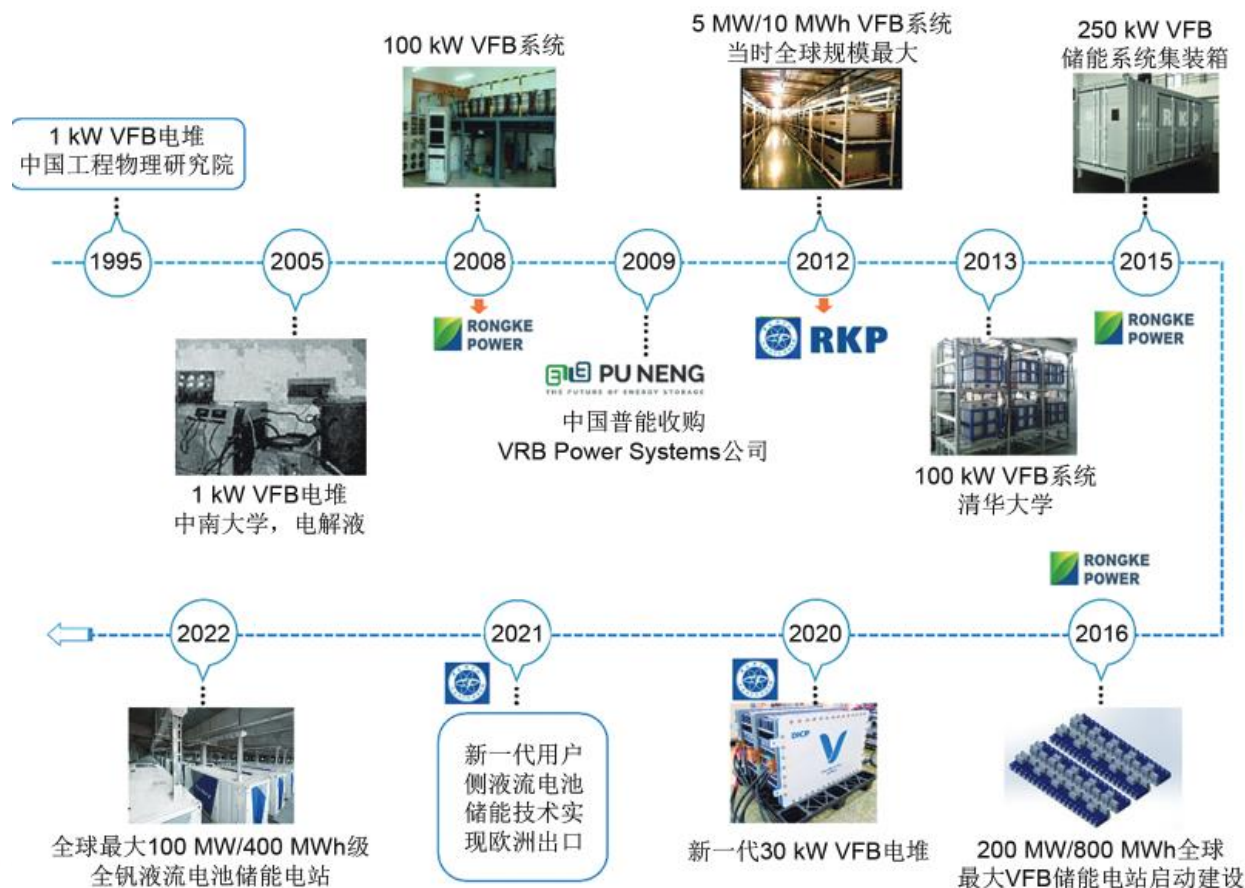 100 kW VFB系统
5 MW/10 MWh VFB系统
当时全球规模最大
250 kW VFB
储能系统集装箱
1 kW VFB电堆
中国工程物理研究院
RKP
1995
2005
2008
2009
2012
2013
2015
RONGKE
POWER
PU NENG
THE FUTURE OF ENERGY STORAGE
RKP
RONGKE
POWER
中国普能收购
VRB Power Systems公司
1 kW VFB电堆
中南大学，电解液
100 kW VFB系统
清华大学
RONGKE
POWER
2022
2021
2020
2016
新一代用户
侧液流电池
储能技术实
现欧洲出口
DICP
全球最大100 MW/400 MWh级
全钒液流电池储能电站
新一代30 kW VFB电堆
200 MW/800 MWh全球
最大VFB储能电站启动建设